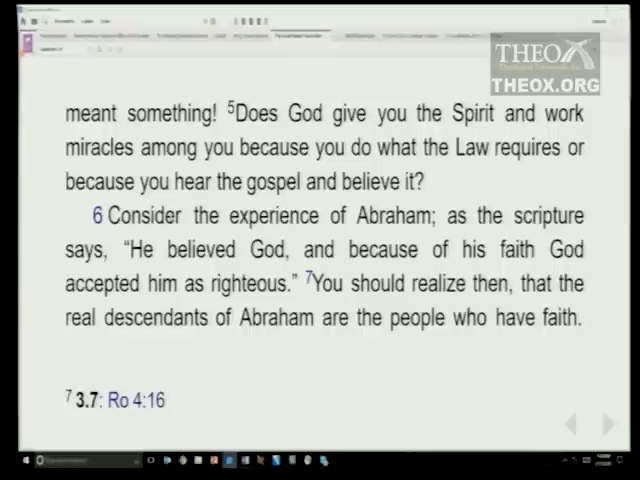 THEOX
THEOX.ORG
meant something! 5Does God give you the Spirit and work
miracles among you because you do what the Law requires or
because you hear the gospel and believe it?
6 Consider the experience of Abraham; as the scripture
says, “He believed God, and because of his faith God
accepted him as righteous.” 7You should realize then, that the
real descendants of Abraham are the people who have faith.
7 3.7: Ro 4:16